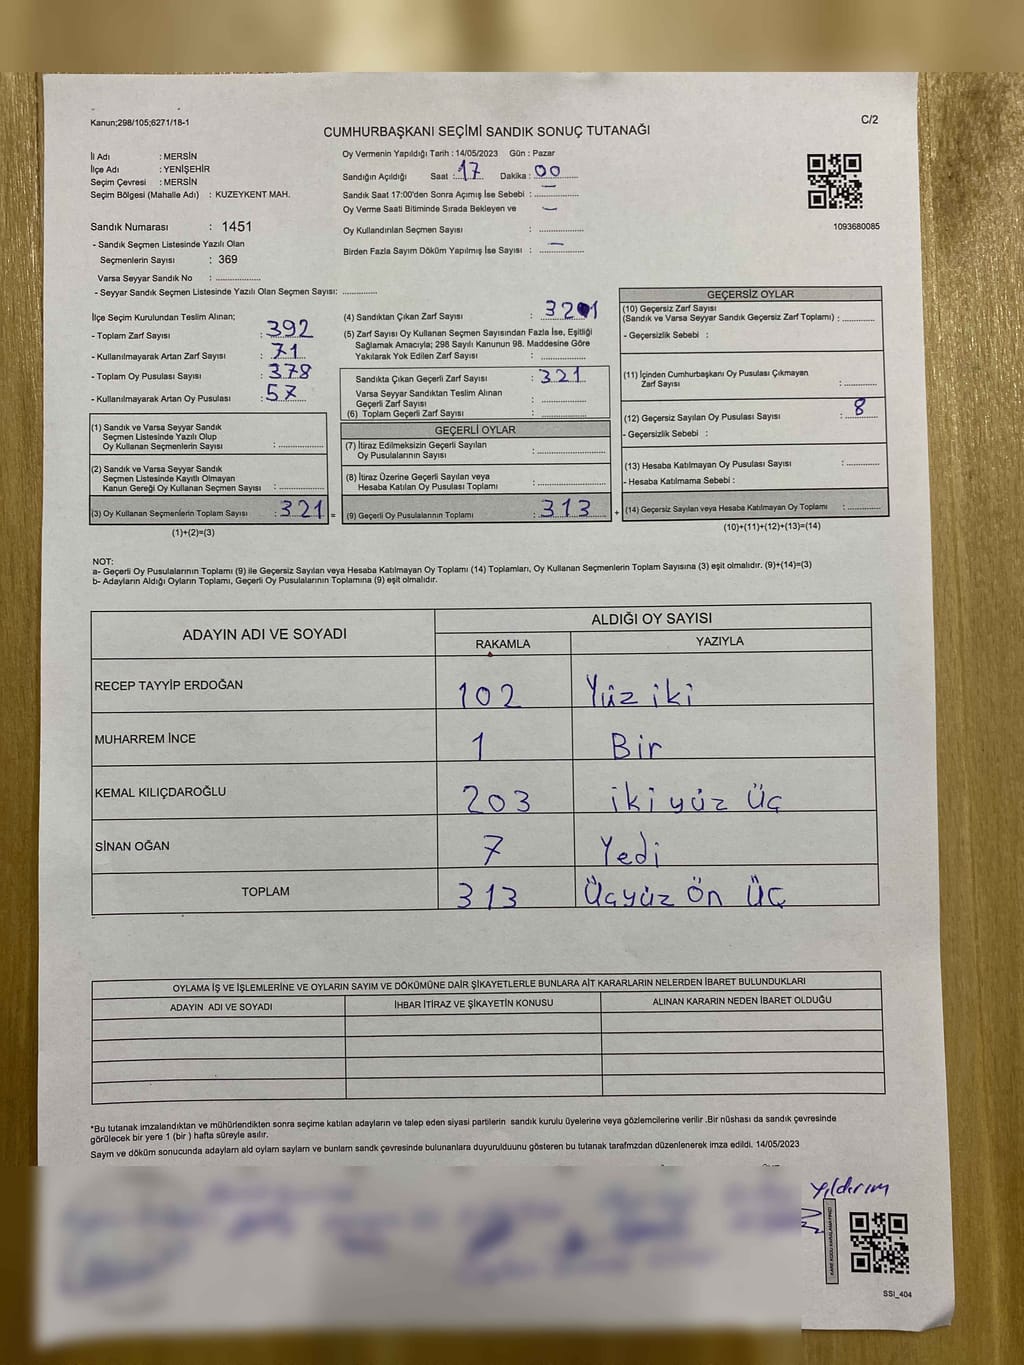 Kanun;298/105;6271/18-1
C/2
CUMHURBAŞKANI SEÇİMİ SANDIK SONUÇ TUTANAĞI
İl Adı : MERSİN
İlçe Adı : YENİŞEHİR
Seçim Çevresi : MERSİN
Seçim Bölgesi (Mahalle Adı) : KUZEYKENT MAH.
Sandık Numarası : 1451
- Sandık Seçmen Listesinde Yazılı Olan
Seçmenlerin Sayısı : 369
Varsa Seyyar Sandık No : ................
- Seyyar Sandık Seçmen Listesinde Yazılı Olan Seçmen Sayısı: ............
Oy Vermenin Yapıldığı Tarih : 14/05/2023 Gün : Pazar
Sandığın Açıldığı Saat : 17 Dakika : 00
Sandık Saat 17:00'den Sonra Açımış İse Sebebi : —
Oy Verme Saati Bitiminde Sırada Bekleyen ve —
Oy Kullandırılan Seçmen Sayısı : ................
Birden Fazla Sayım Döküm Yapılmış İse Sayısı : —
1093680085
İlçe Seçim Kurulundan Teslim Alınan;
- Toplam Zarf Sayısı : 392
- Kullanılmayarak Artan Zarf Sayısı : 71
- Toplam Oy Pusulası Sayısı : 378
- Kullanılmayarak Artan Oy Pusulası : 57
(1) Sandık ve Varsa Seyyar Sandık
Seçmen Listesinde Yazılı Olup
Oy Kullanan Seçmenlerin Sayısı : ................
(2) Sandık ve Varsa Seyyar Sandık
Seçmen Listesinde Kayıtlı Olmayan
Kanun Gereği Oy Kullanan Seçmen Sayısı : ................
(3) Oy Kullanan Seçmenlerin Toplam Sayısı : 321 =
(1)+(2)=(3)
(4) Sandıktan Çıkan Zarf Sayısı : 321
(5) Zarf Sayısı Oy Kullanan Seçmen Sayısından Fazla İse, Eşitliği
Sağlamak Amacıyla; 298 Sayılı Kanunun 98. Maddesine Göre
Yakılarak Yok Edilen Zarf Sayısı : ................
Sandıkta Çıkan Geçerli Zarf Sayısı : 321
Varsa Seyyar Sandıktan Teslim Alınan
Geçerli Zarf Sayısı : ................
(6) Toplam Geçerli Zarf Sayısı : ................
GEÇERLİ OYLAR
(7) İtiraz Edilmeksizin Geçerli Sayılan
Oy Pusulalarının Sayısı : ................
(8) İtiraz Üzerine Geçerli Sayılan veya
Hesaba Katılan Oy Pusulası Toplamı : ................
(9) Geçerli Oy Pusulalarının Toplamı : 313 +
GEÇERSİZ OYLAR
(10) Geçersiz Zarf Sayısı
(Sandık ve Varsa Seyyar Sandık Geçersiz Zarf Toplamı) : ............
- Geçersizlik Sebebi :
(11) İçinden Cumhurbaşkanı Oy Pusulası Çıkmayan
Zarf Sayısı : ............
(12) Geçersiz Sayılan Oy Pusulası Sayısı : 8
- Geçersizlik Sebebi :
(13) Hesaba Katılmayan Oy Pusulası Sayısı : ............
- Hesaba Katılmama Sebebi :
(14) Geçersiz Sayılan veya Hesaba Katılmayan Oy Toplamı : ............
(10)+(11)+(12)+(13)=(14)
NOT:
a- Geçerli Oy Pusulalarının Toplamı (9) ile Geçersiz Sayılan veya Hesaba Katılmayan Oy Toplamı (14) Toplamları, Oy Kullanan Seçmenlerin Toplam Sayısına (3) eşit olmalıdır. (9)+(14)=(3)
b- Adayların Aldığı Oyların Toplamı, Geçerli Oy Pusulalarının Toplamına (9) eşit olmalıdır.
ADAYIN ADI VE SOYADI
ALDIĞI OY SAYISI
RAKAMLA YAZIYLA
RECEP TAYYİP ERDOĞAN 102 Yüz iki
MUHARREM İNCE 1 Bir
KEMAL KILIÇDAROĞLU 203 iki yüz Üç
SİNAN OĞAN 7 Yedi
TOPLAM 313 Üçyüz Ön Üç
OYLAMA İŞ VE İŞLEMLERİNE VE OYLARIN SAYIM VE DÖKÜMÜNE DAİR ŞİKAYETLERLE BUNLARA AİT KARARLARIN NELERDEN İBARET BULUNDUKLARI
ADAYIN ADI VE SOYADI İHBAR İTİRAZ VE ŞİKAYETİN KONUSU ALINAN KARARIN NEDEN İBARET OLDUĞU
*Bu tutanak imzalandıktan ve mühürlendikten sonra seçime katılan adayların ve talep eden siyasi partilerin sandık kurulu üyelerine veya gözlemcilerine verilir .Bir nüshası da sandık çevresinde
görülecek bir yere 1 (bir ) hafta süreyle asılır.
Sayım ve döküm sonucunda adayların ald oyların sayların ve bunların sandk çevresinde bulunanlara duyurulduunu gösteren bu tutanak tarafmzdan düzenlenerek imza edildi. 14/05/2023
Yıldırım
SSI_404